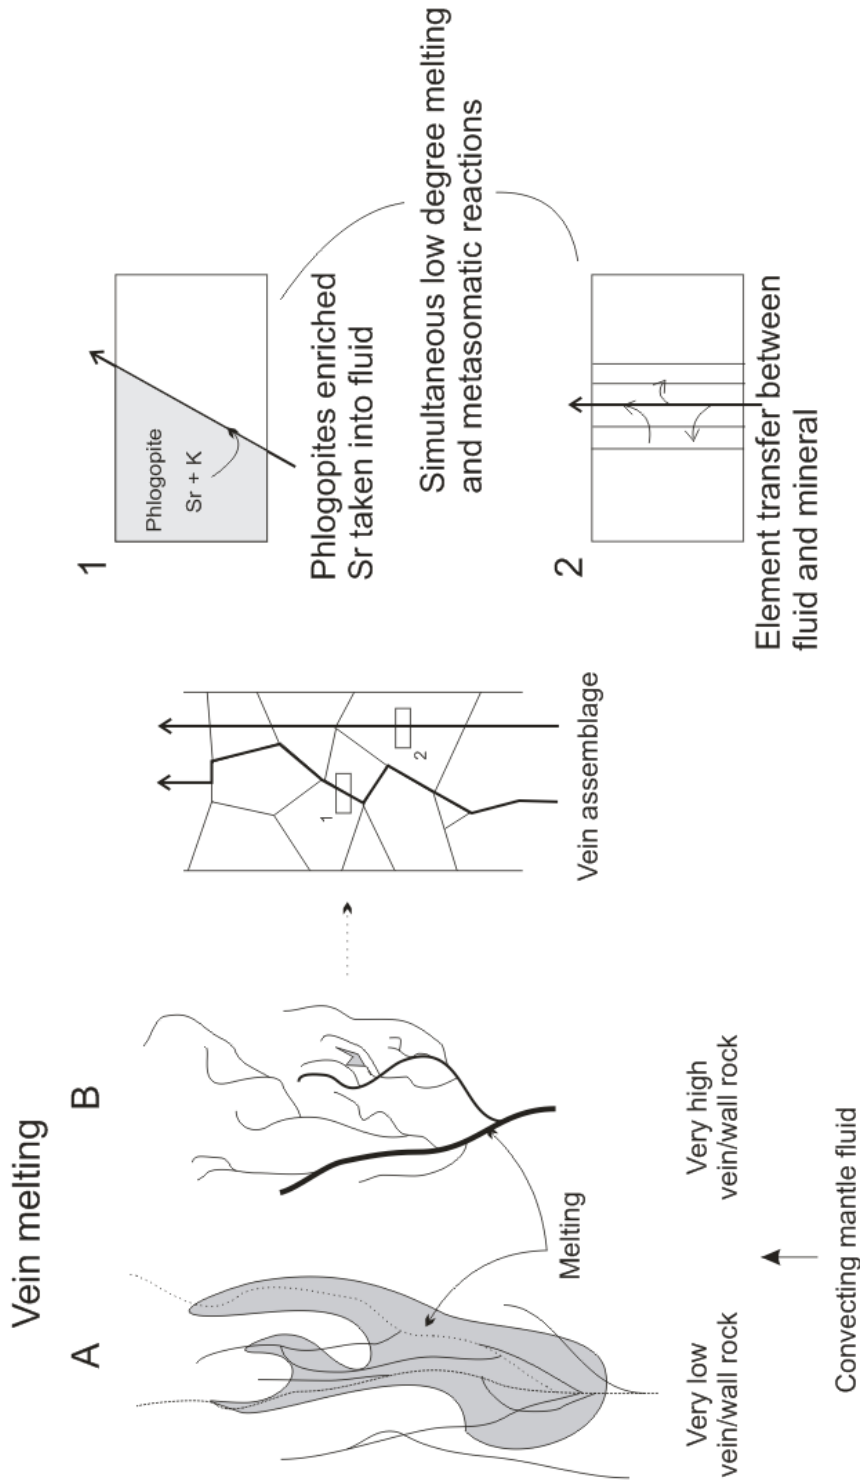 Vein melting
A
B
Melting
Very low
vein/wall rock
Very high
vein/wall rock
Convecting mantle fluid
1
2
Vein assemblage
1
Phlogopite
Sr + K
Phlogopites enriched
Sr taken into fluid
Simultaneous low degree melting
and metasomatic reactions
2
Element transfer between
fluid and mineral